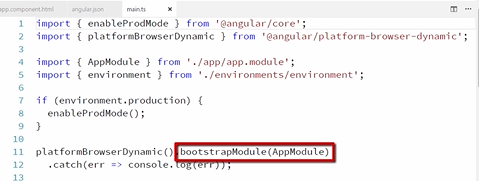 app.component.html angular.json main.ts
1 import { enableProdMode } from '@angular/core';
2 import { platformBrowserDynamic } from '@angular/platform-browser-dynamic';
3
4 import { AppModule } from './app/app.module';
5 import { environment } from './environments/environment';
6
7 if (environment.production) {
8 enableProdMode();
9 }
10
11 platformBrowserDynamic().bootstrapModule(AppModule)
12 .catch(err => console.log(err));